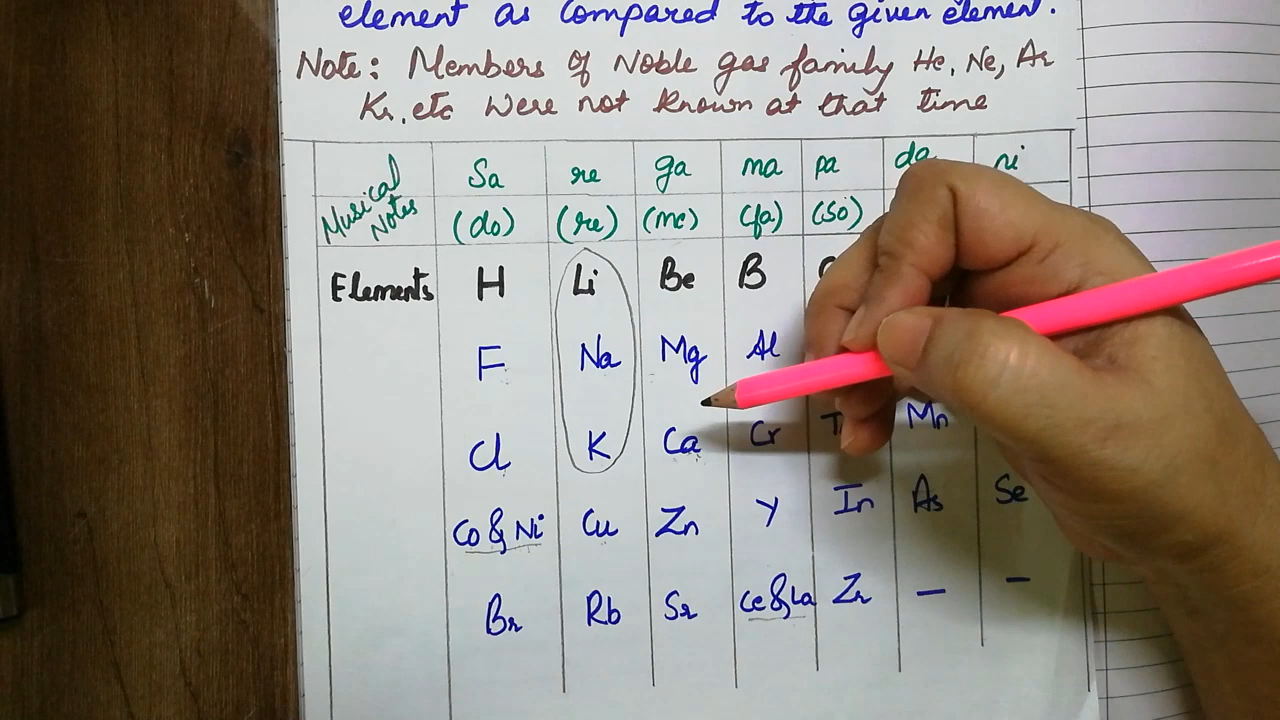 element as compared to the given element.
Note: Members of Noble gas family He, Ne, Ar
Kr, etc were not known at that time
Musical Notes Sa re ga ma pa da ni
(do) (re) (me) (fa) (so)
Elements H Li Be B
F Na Mg Al
Cl K Ca Cr Mn
Co & Ni Cu Zn Y In As Se
Br Rb Sr Ce & La Zr — —